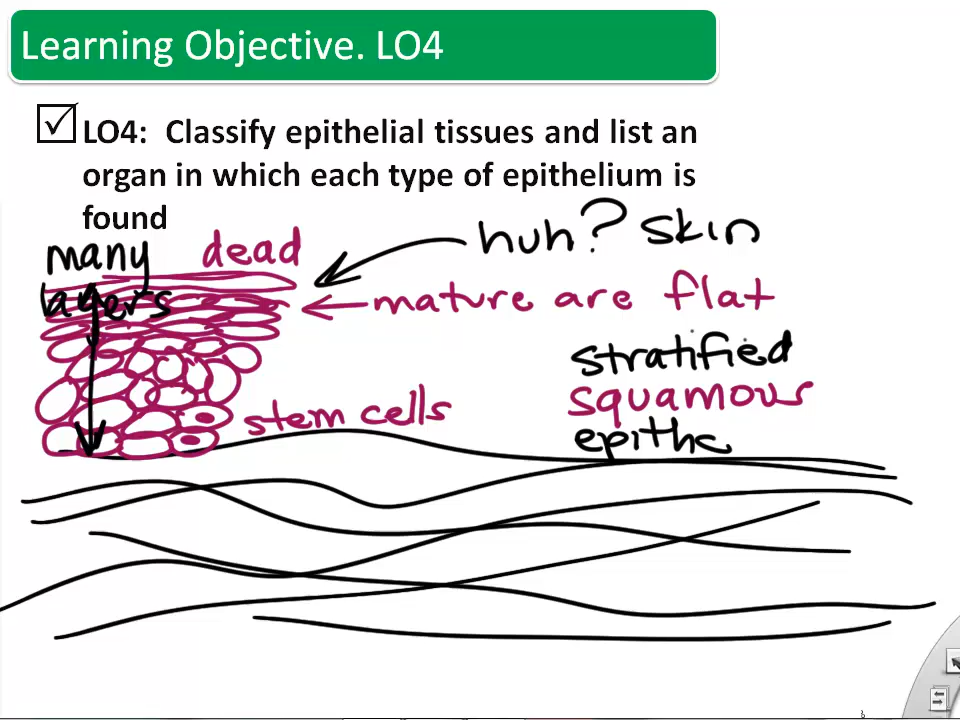 Learning Objective. LO4
LO4: Classify epithelial tissues and list an
organ in which each type of epithelium is
found
many
layers
dead
huh? skin
mature are flat
stratified
squamous
epithe
stem cells